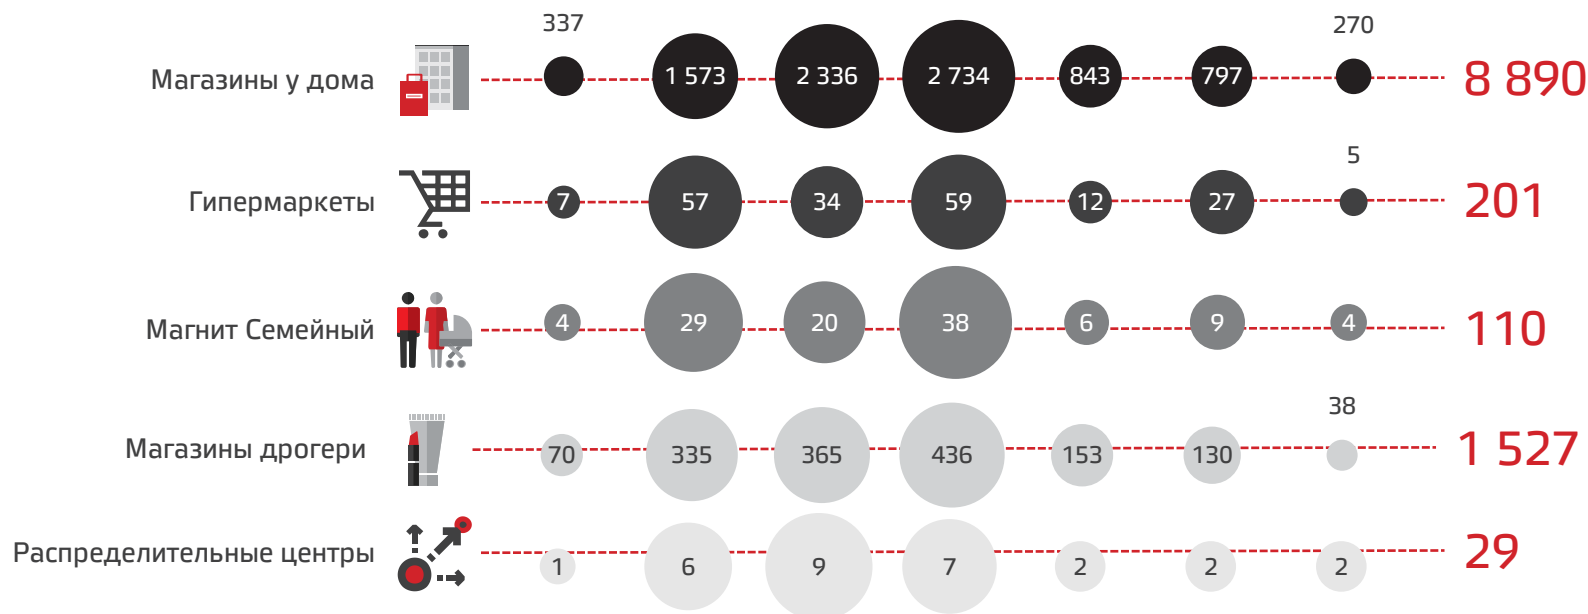 337 270
Магазины у дома 1 573 2 336 2 734 843 797 8 890
5
Гипермаркеты 7 57 34 59 12 27 201
Магнит Семейный 4 29 20 38 6 9 4 110
38
Магазины дрогери 70 335 365 436 153 130 1 527
Распределительные центры 1 6 9 7 2 2 2 29